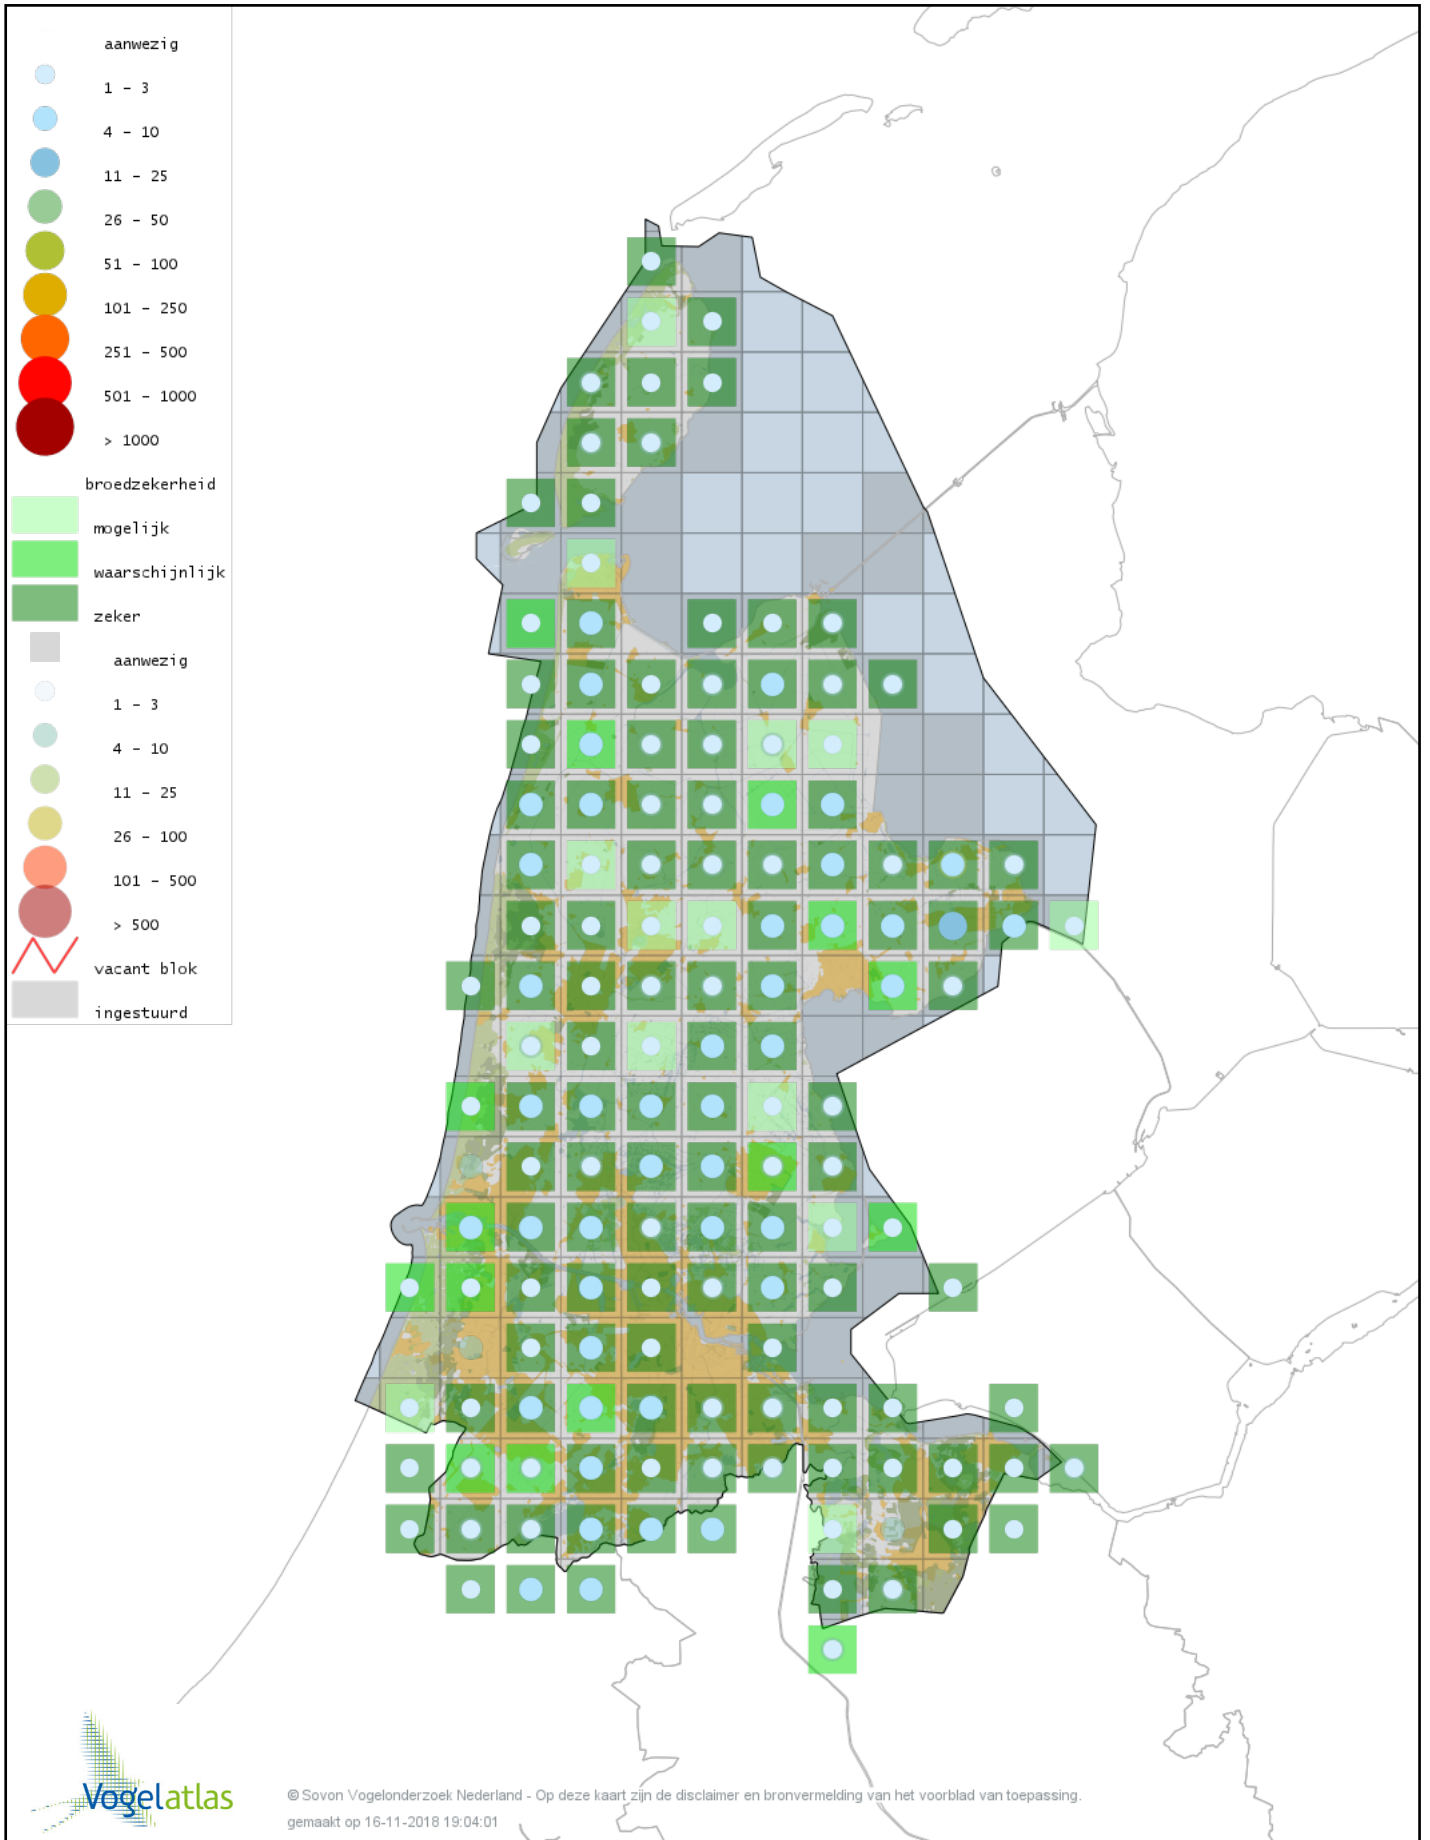 aanwezig
1 - 3
4 - 10
11 - 25
26 - 50
51 - 100
101 - 250
251 - 500
501 - 1000
> 1000
broedzekerheid
mogelijk
waarschijnlijk
zeker
aanwezig
1 - 3
4 - 10
11 - 25
26 - 100
101 - 500
> 500
vacant blok
ingestuurd
Vogelatlas
© Sovon Vogelonderzoek Nederland - Op deze kaart zijn de disclaimer en bronvermelding van het voorblad van toepassing.
gemaakt op 16-11-2018 19:04:01